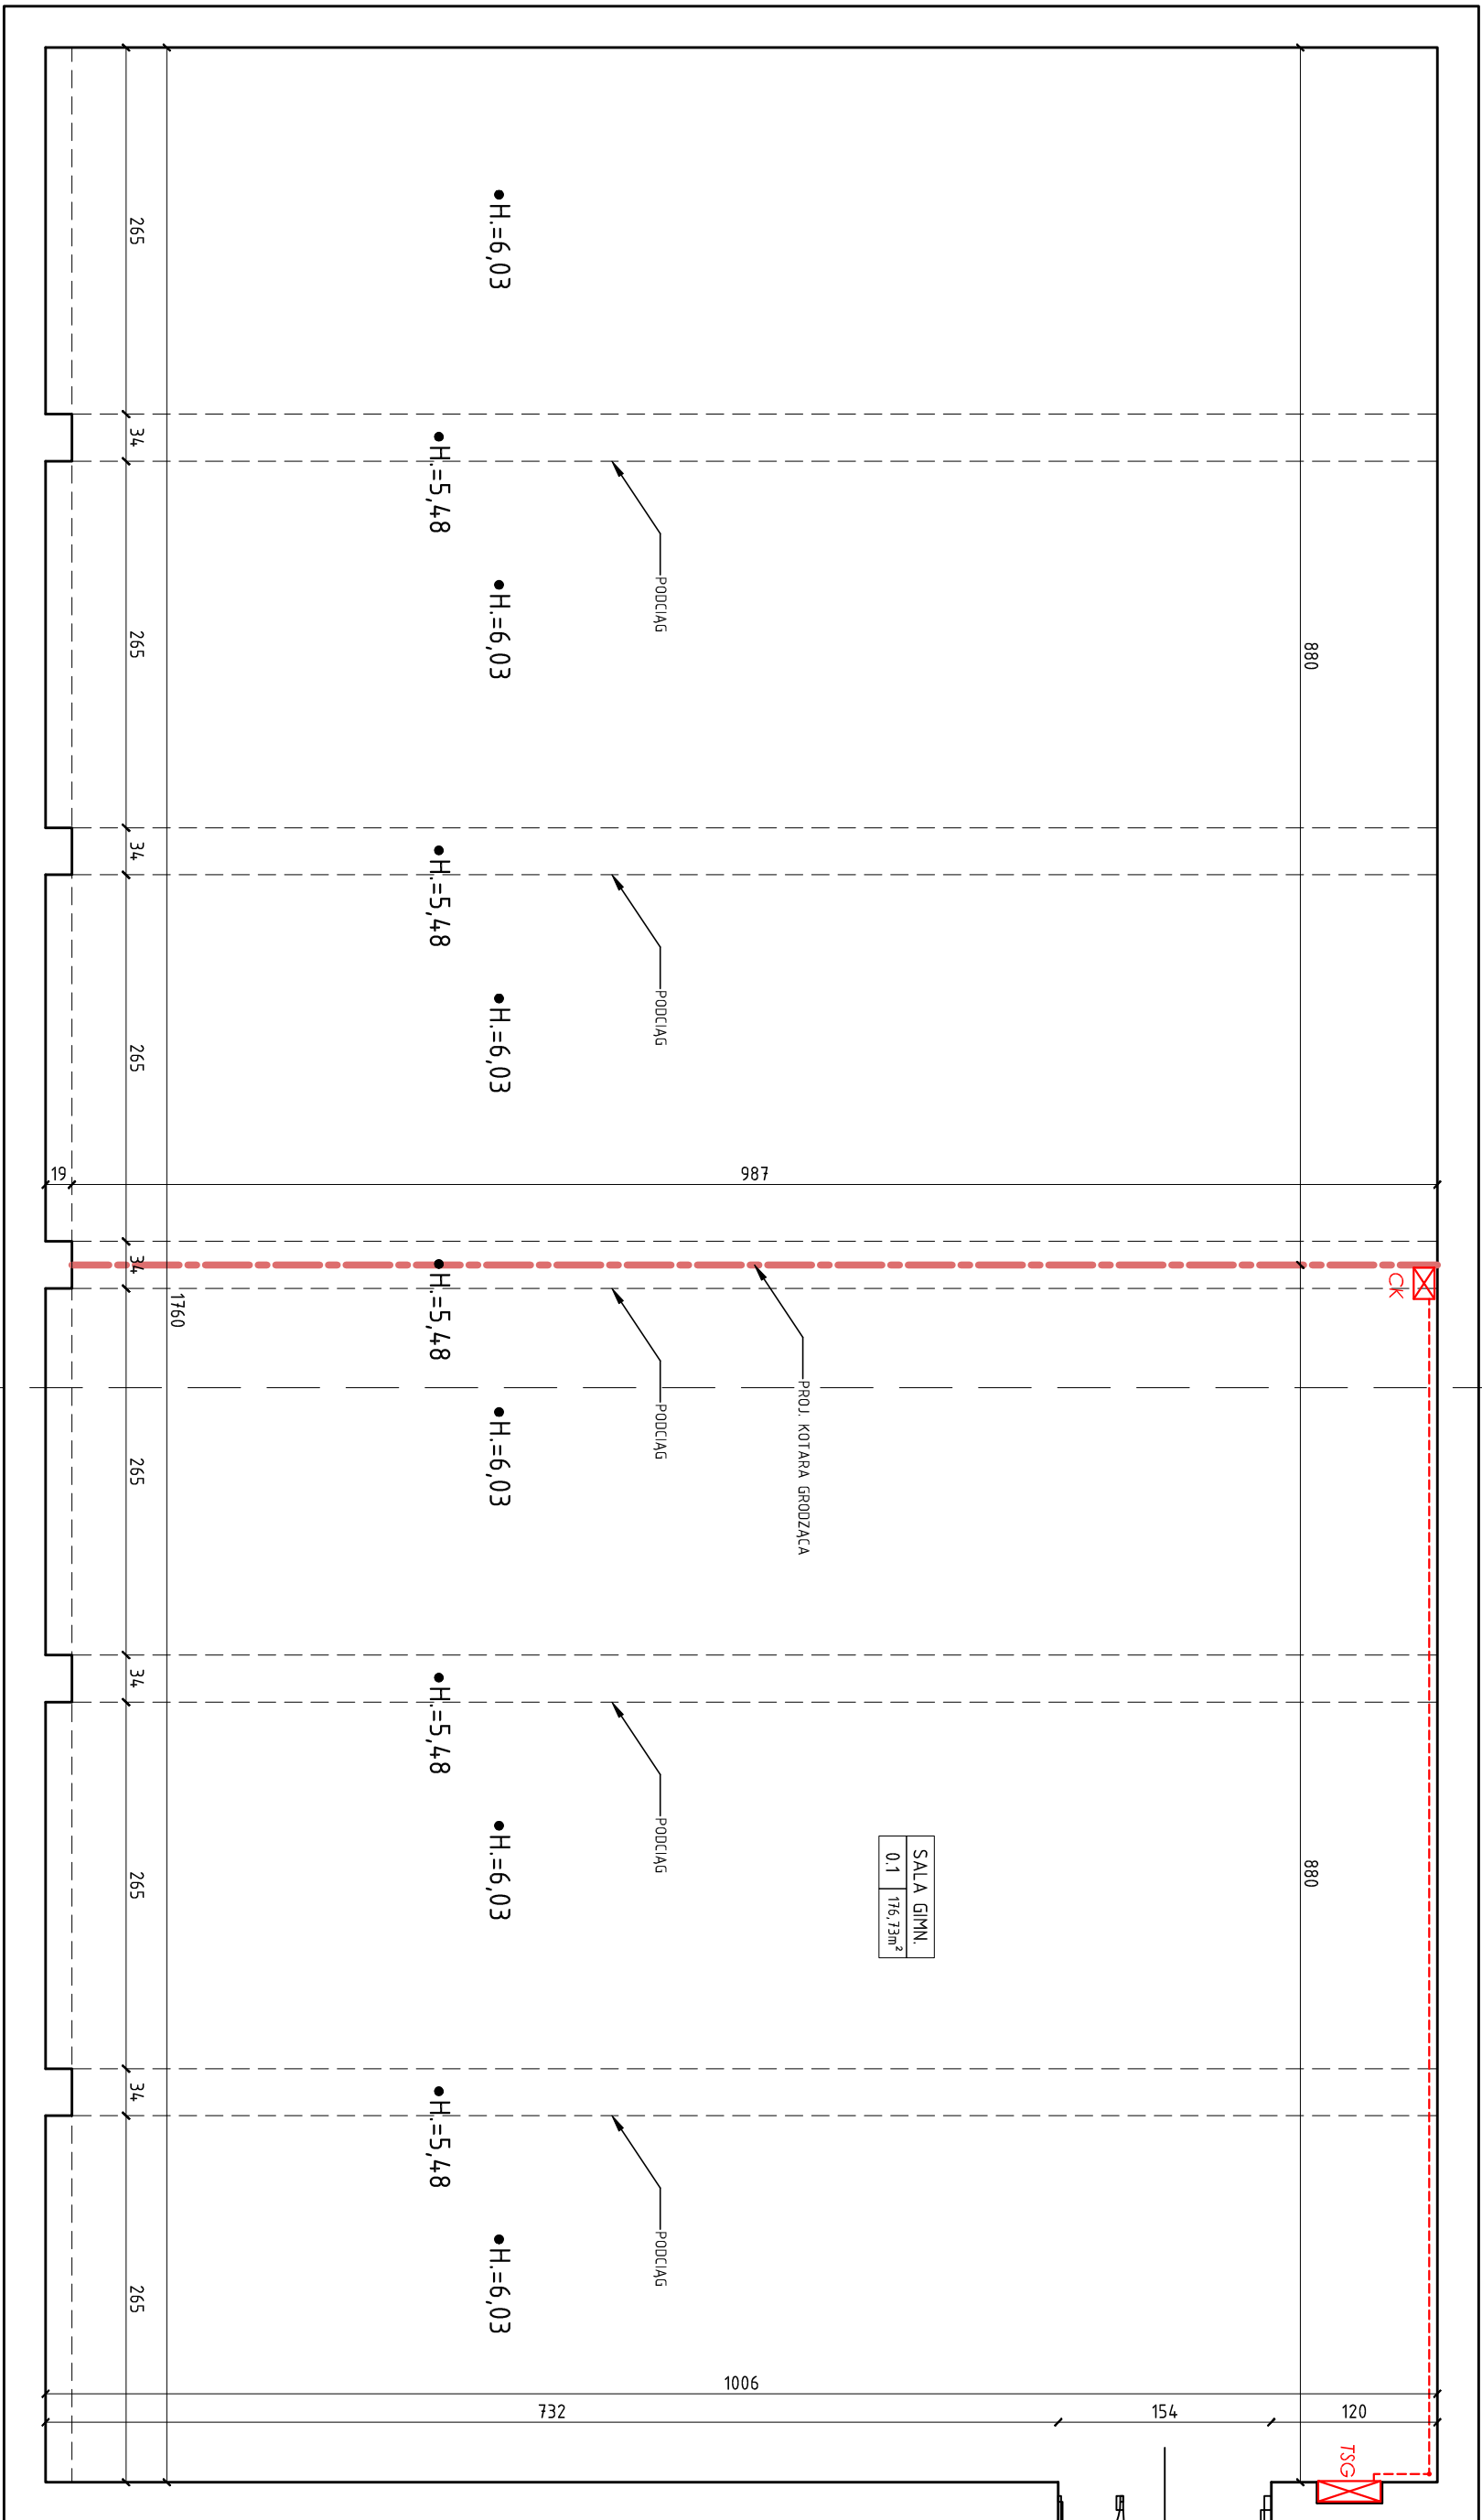 265
34
265
34
265
34
265
34
265
34
265
1760
H.=6,03
H.=5,48
H.=6,03
H.=5,48
H.=6,03
H.=5,48
H.=6,03
H.=5,48
H.=6,03
H.=5,48
H.=6,03
PODCIĄG
PODCIĄG
PODCIĄG
PODCIĄG
PODCIĄG
PROJ. KOTARA GRODZĄCA
19
987
880
880
CK
SALA GIMN.
0.1 176,73m²
1006
732
154
120
TSG